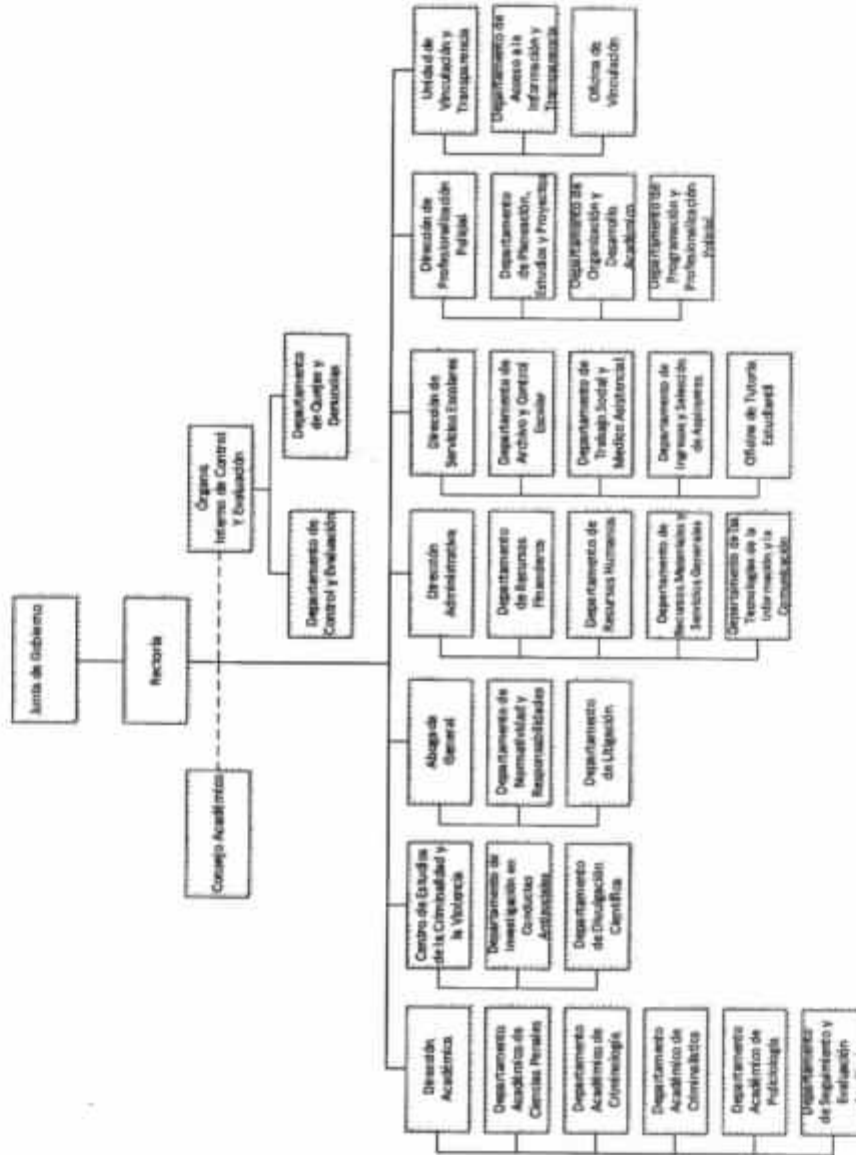 Junta de Gobierno
Rectoría
Consejo Académico
Órgano
Interno de Control
Y Evaluación
Departamento de
Control y Evaluación
Departamento
de Quejas y
Denuncias
Dirección
Académica
Departamento
Académico de
Ciencias Penales
Departamento
Académico de
Criminología
Departamento
Académico de
Criminalística
Departamento
Académico de
Policiología
Departamento
de Seguimiento y
Evaluación
Centro de Estudios
de la Criminalidad y
la Violencia
Departamento de
Investigación en
Conductas
Antisociales
Departamento
de Divulgación
Científica
General
Departamento de
Normatividad y
Responsabilidades
Departamento
de Litigación
Dirección
Administrativa
Departamento
de Recursos
Financieros
Departamento de
Recursos Humanos
Departamento de
Recursos Materiales y
Servicios Generales
Departamento de las
Tecnologías de la
Información y la
Comunicación
Dirección de
Servicios Escolares
Departamento de
Archivo y Control
Escolar
Departamento de
Trabajo Social y
Medico Asistencial
Departamento de
Ingresos y Selección
de Aspirantes
Oficina de Tutoría
Estudiantil
Dirección de
Profesionalización
Policial
Departamento
de Planeación,
Estudios y Proyectos
Departamento de
Organización y
Desarrollo
Académico
Departamento de
Programación y
Profesionalización
Policial
Unidad de
Vinculación y
Transparencia
Departamento de
Acceso a la
Información y
Transparencia
Oficina de
Vinculación